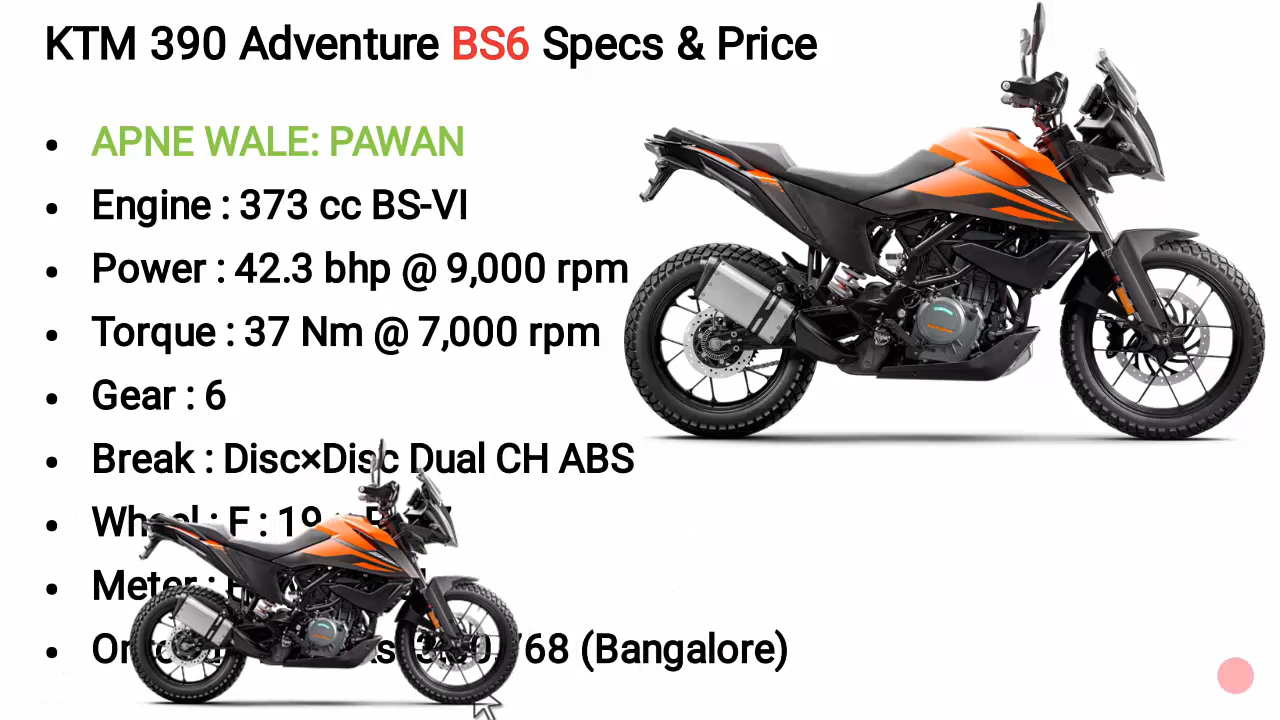 KTM 390 Adventure BS6 Specs & Price
• APNE WALE: PAWAN
• Engine : 373 cc BS-VI
• Power : 42.3 bhp @ 9,000 rpm
• Torque : 37 Nm @ 7,000 rpm
• Gear : 6
• Break : Disc×Disc Dual CH ABS
• Wheel : F : 19
• Meter :
• (Bangalore)